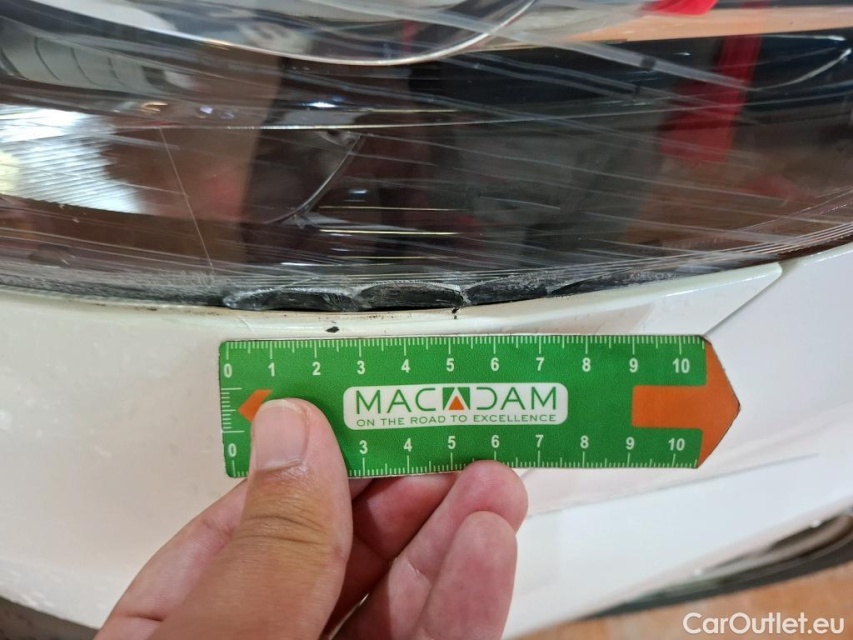 0 1 2 3 4 5 6 7 8 9 10
MACADAM
ON THE ROAD TO EXCELLENCE
0 3 4 5 6 7 8 9 10
CarOutlet.eu